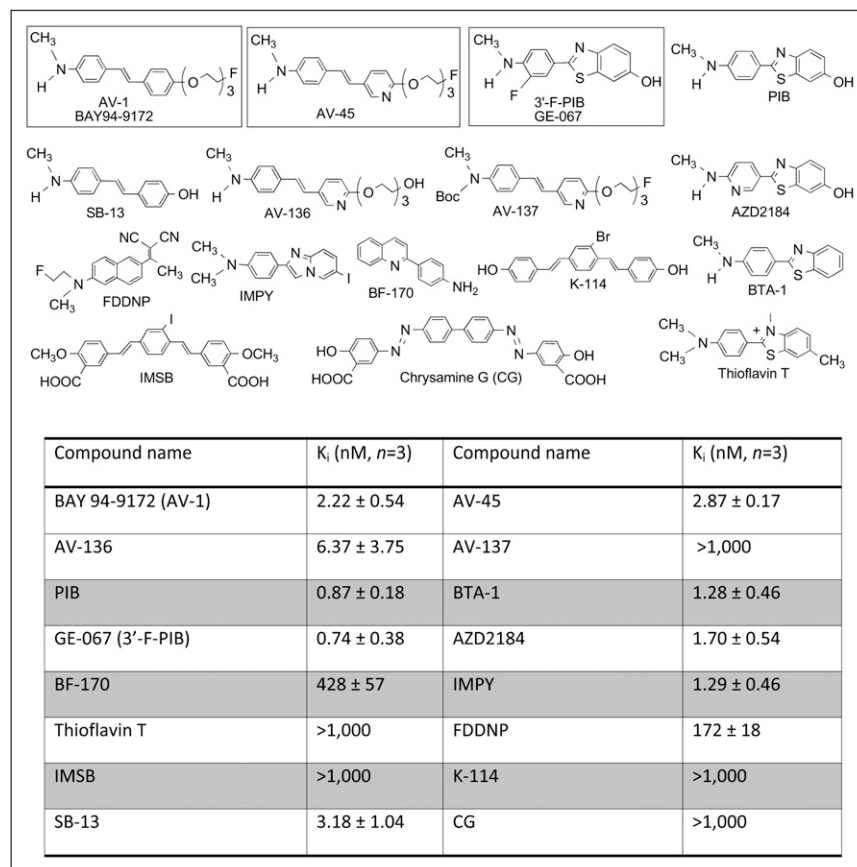 CH3
N
H
O
F
3
AV-1
BAY94-9172
CH3
N
H
N
O
F
3
AV-45
CH3
N
H
F
N
S
OH
3'-F-PIB
GE-067
CH3
N
H
N
S
OH
PIB
CH3
N
H
OH
SB-13
CH3
N
H
N
O
OH
3
AV-136
CH3
N
Boc
N
O
F
3
AV-137
CH3
N
H
N
N
S
OH
AZD2184
NC CN
F
N
CH3
CH3
FDDNP
CH3
N
CH3
N
N
I
IMPY
N
NH2
BF-170
HO
Br
OH
K-114
CH3
N
H
N
S
BTA-1
I
CH3O
OCH3
HOOC
COOH
IMSB
HO
N
N
N
N
OH
HOOC
COOH
Chrysamine G (CG)
CH3
N
CH3
+
N
S
CH3
Thioflavin T
Compound name Ki (nM, n=3) Compound name Ki (nM, n=3)
BAY 94-9172 (AV-1) 2.22 ± 0.54 AV-45 2.87 ± 0.17
AV-136 6.37 ± 3.75 AV-137 >1,000
PIB 0.87 ± 0.18 BTA-1 1.28 ± 0.46
GE-067 (3’-F-PIB) 0.74 ± 0.38 AZD2184 1.70 ± 0.54
BF-170 428 ± 57 IMPY 1.29 ± 0.46
Thioflavin T >1,000 FDDNP 172 ± 18
IMSB >1,000 K-114 >1,000
SB-13 3.18 ± 1.04 CG >1,000